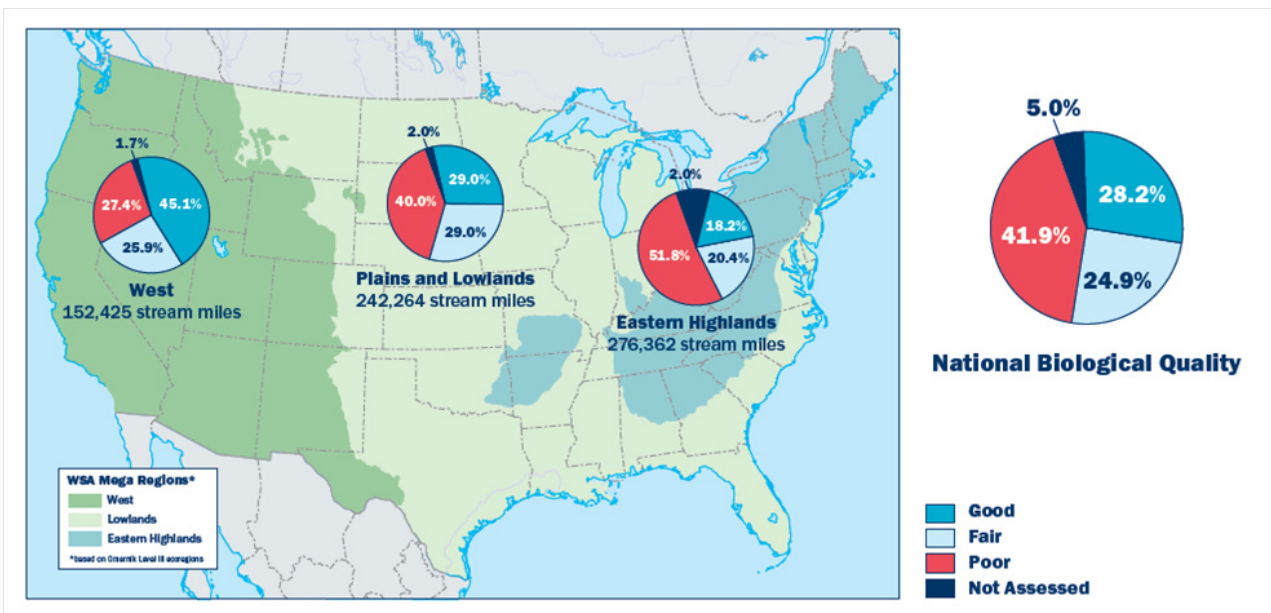 1.7%
45.1%
27.4%
25.9%
West
152,425 stream miles
2.0%
29.0%
40.0%
29.0%
Plains and Lowlands
242,264 stream miles
2.0%
18.2%
51.8%
20.4%
Eastern Highlands
276,362 stream miles
WSA Mega Regions*
West
Lowlands
Eastern Highlands
*based on Omernik Level III ecoregions
5.0%
28.2%
41.9%
24.9%
National Biological Quality
Good
Fair
Poor
Not Assessed